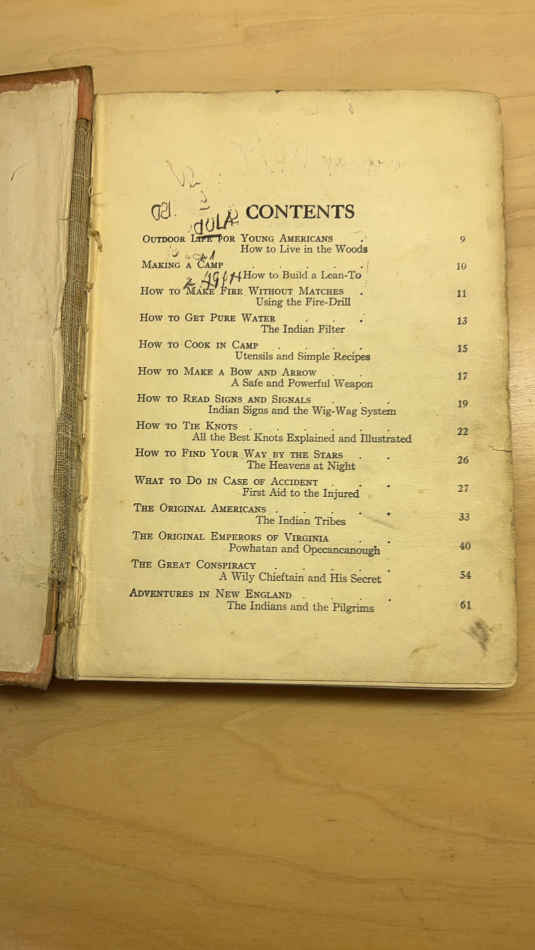 CONTENTS
OUTDOOR LIFE FOR YOUNG AMERICANS . 9
How to Live in the Woods
MAKING A CAMP . . . . . 10
How to Build a Lean-To
HOW TO MAKE FIRE WITHOUT MATCHES . 11
Using the Fire-Drill
HOW TO GET PURE WATER . . . 13
The Indian Filter
HOW TO COOK IN CAMP . . . . 15
Utensils and Simple Recipes
HOW TO MAKE A BOW AND ARROW . . 17
A Safe and Powerful Weapon
HOW TO READ SIGNS AND SIGNALS . . 19
Indian Signs and the Wig-Wag System
HOW TO TIE KNOTS . . . . . . 22
All the Best Knots Explained and Illustrated
HOW TO FIND YOUR WAY BY THE STARS . . 26
The Heavens at Night
WHAT TO DO IN CASE OF ACCIDENT . . 27
First Aid to the Injured
THE ORIGINAL AMERICANS . . . . . 33
The Indian Tribes
THE ORIGINAL EMPERORS OF VIRGINIA . . 40
Powhatan and Opecancanough
THE GREAT CONSPIRACY . . . . . 54
A Wily Chieftain and His Secret
ADVENTURES IN NEW ENGLAND . . . . 61
The Indians and the Pilgrims